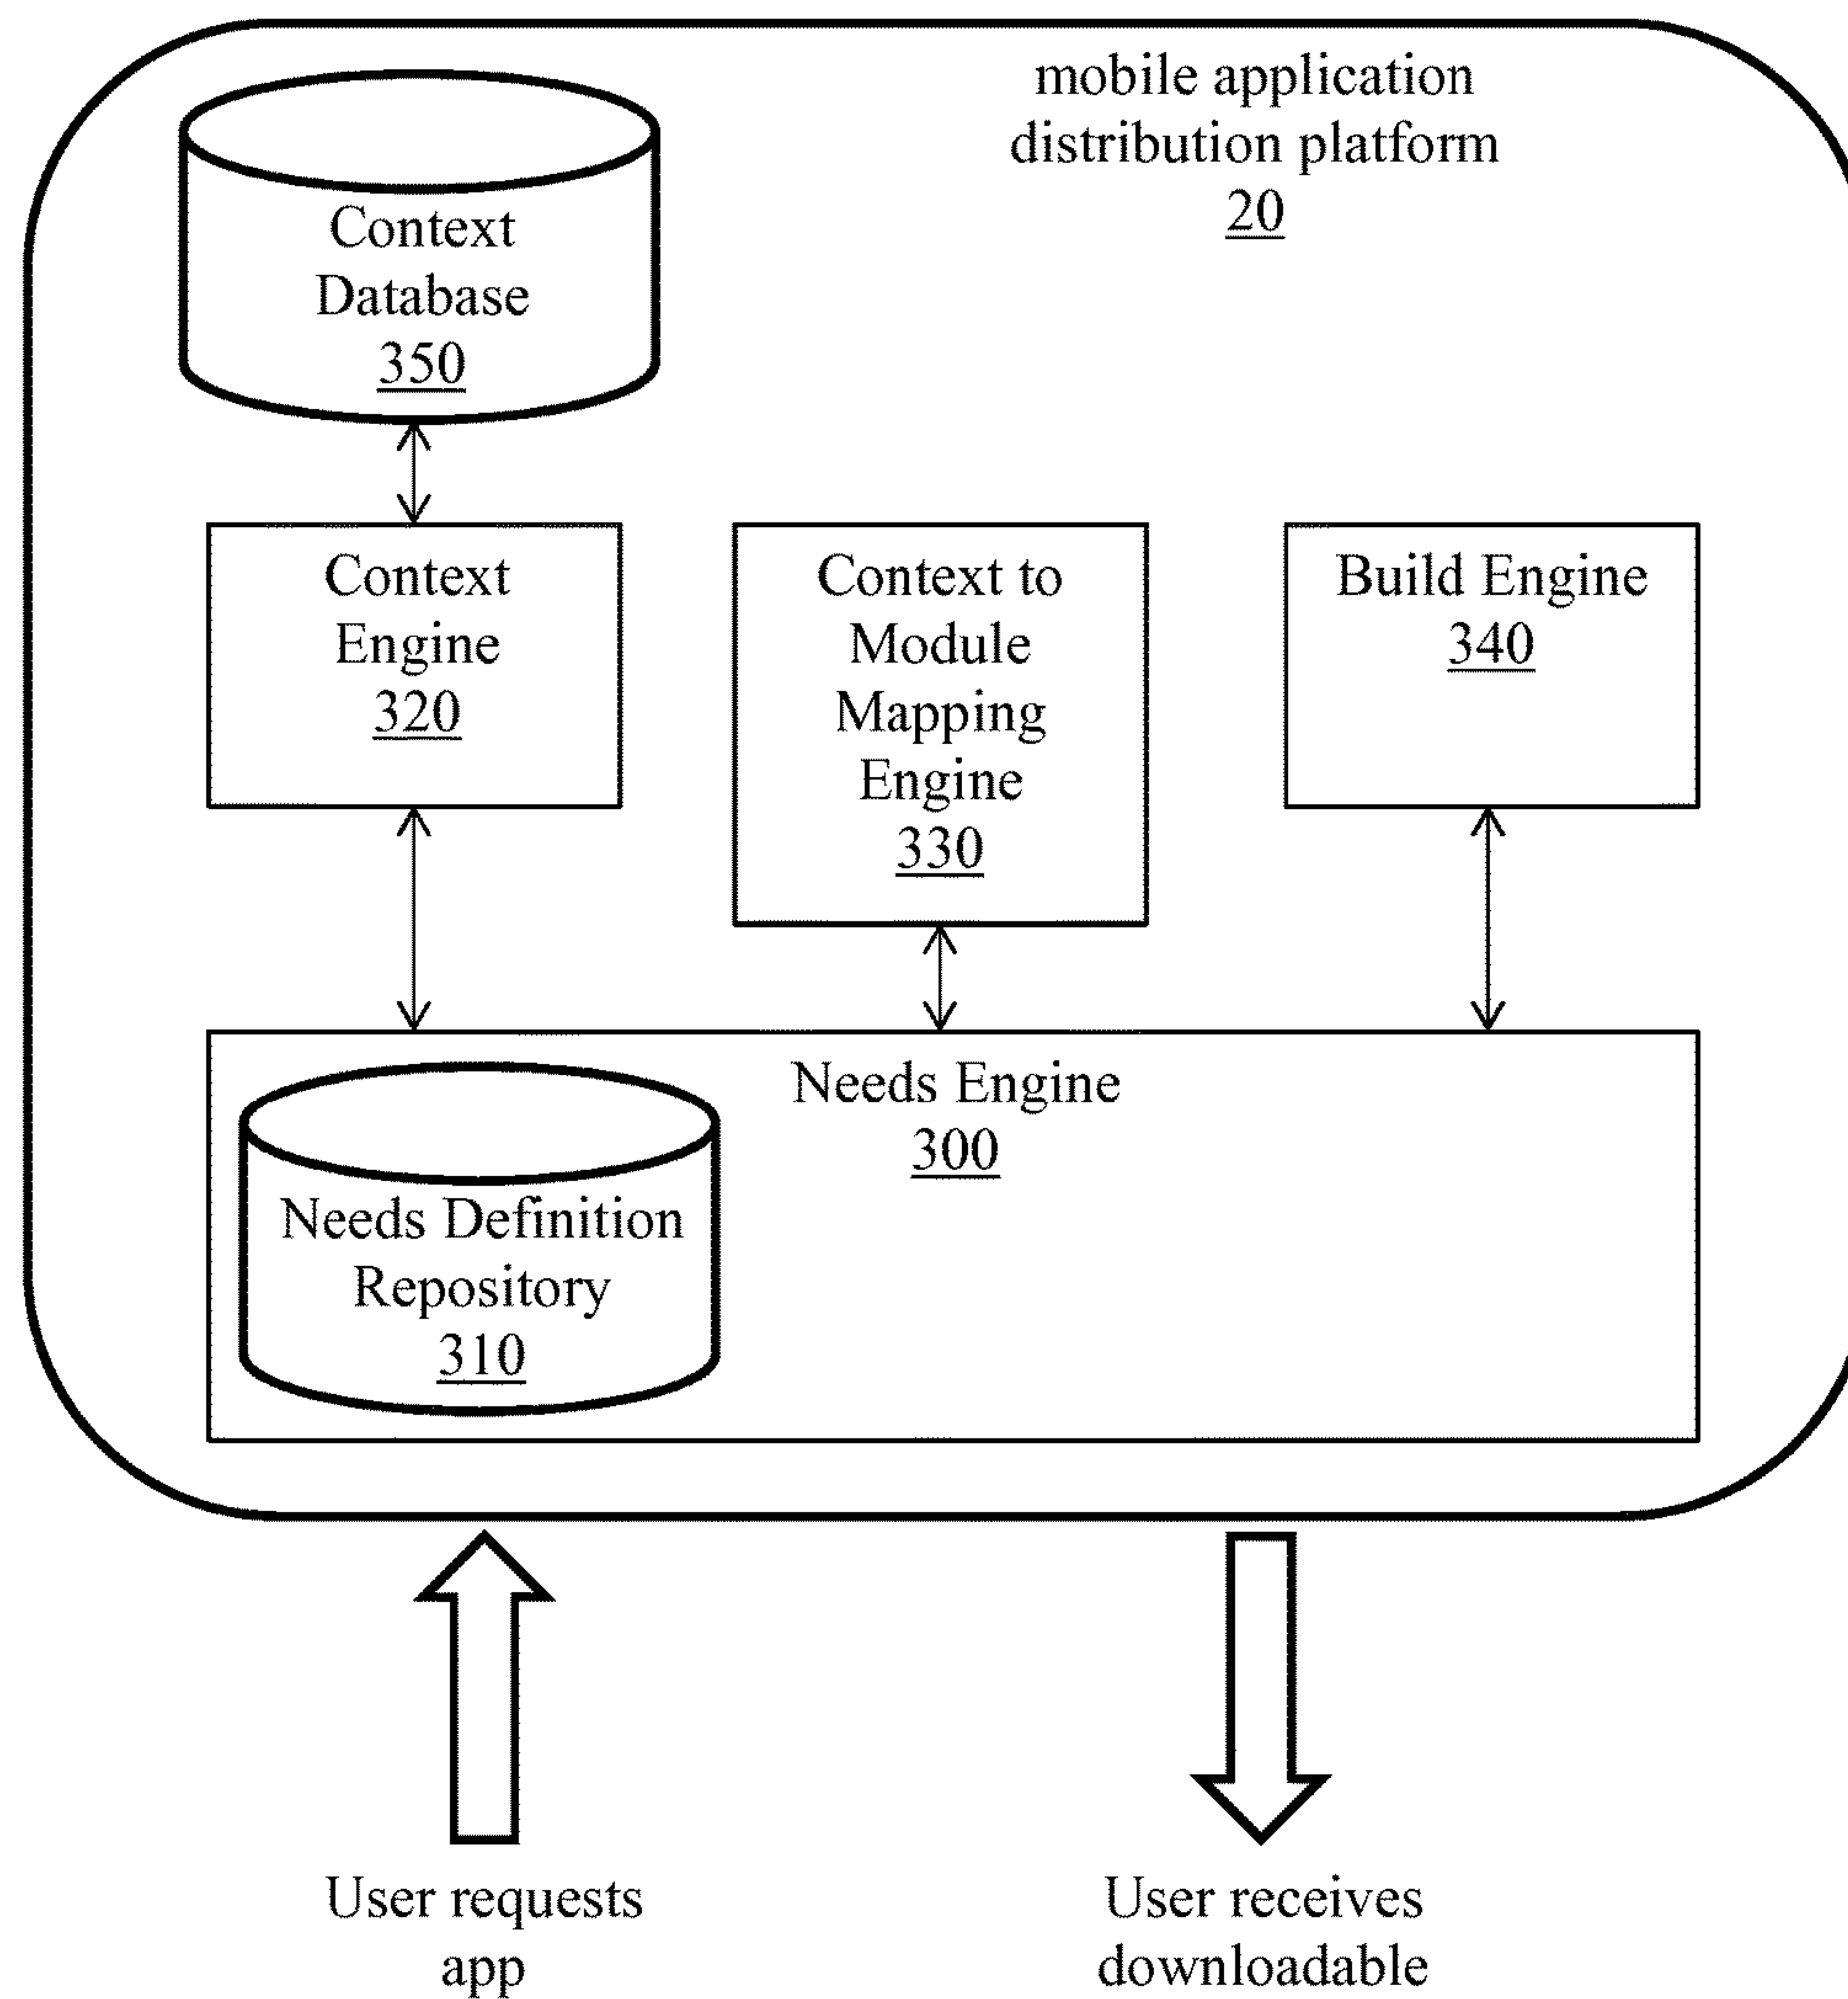 mobile application
distribution platform
20
Context
Database
350
Context
Engine
320
Context to
Module
Mapping
Engine
330
Build Engine
340
Needs Engine
300
Needs Definition
Repository
310
User requests
app
User receives
downloadable